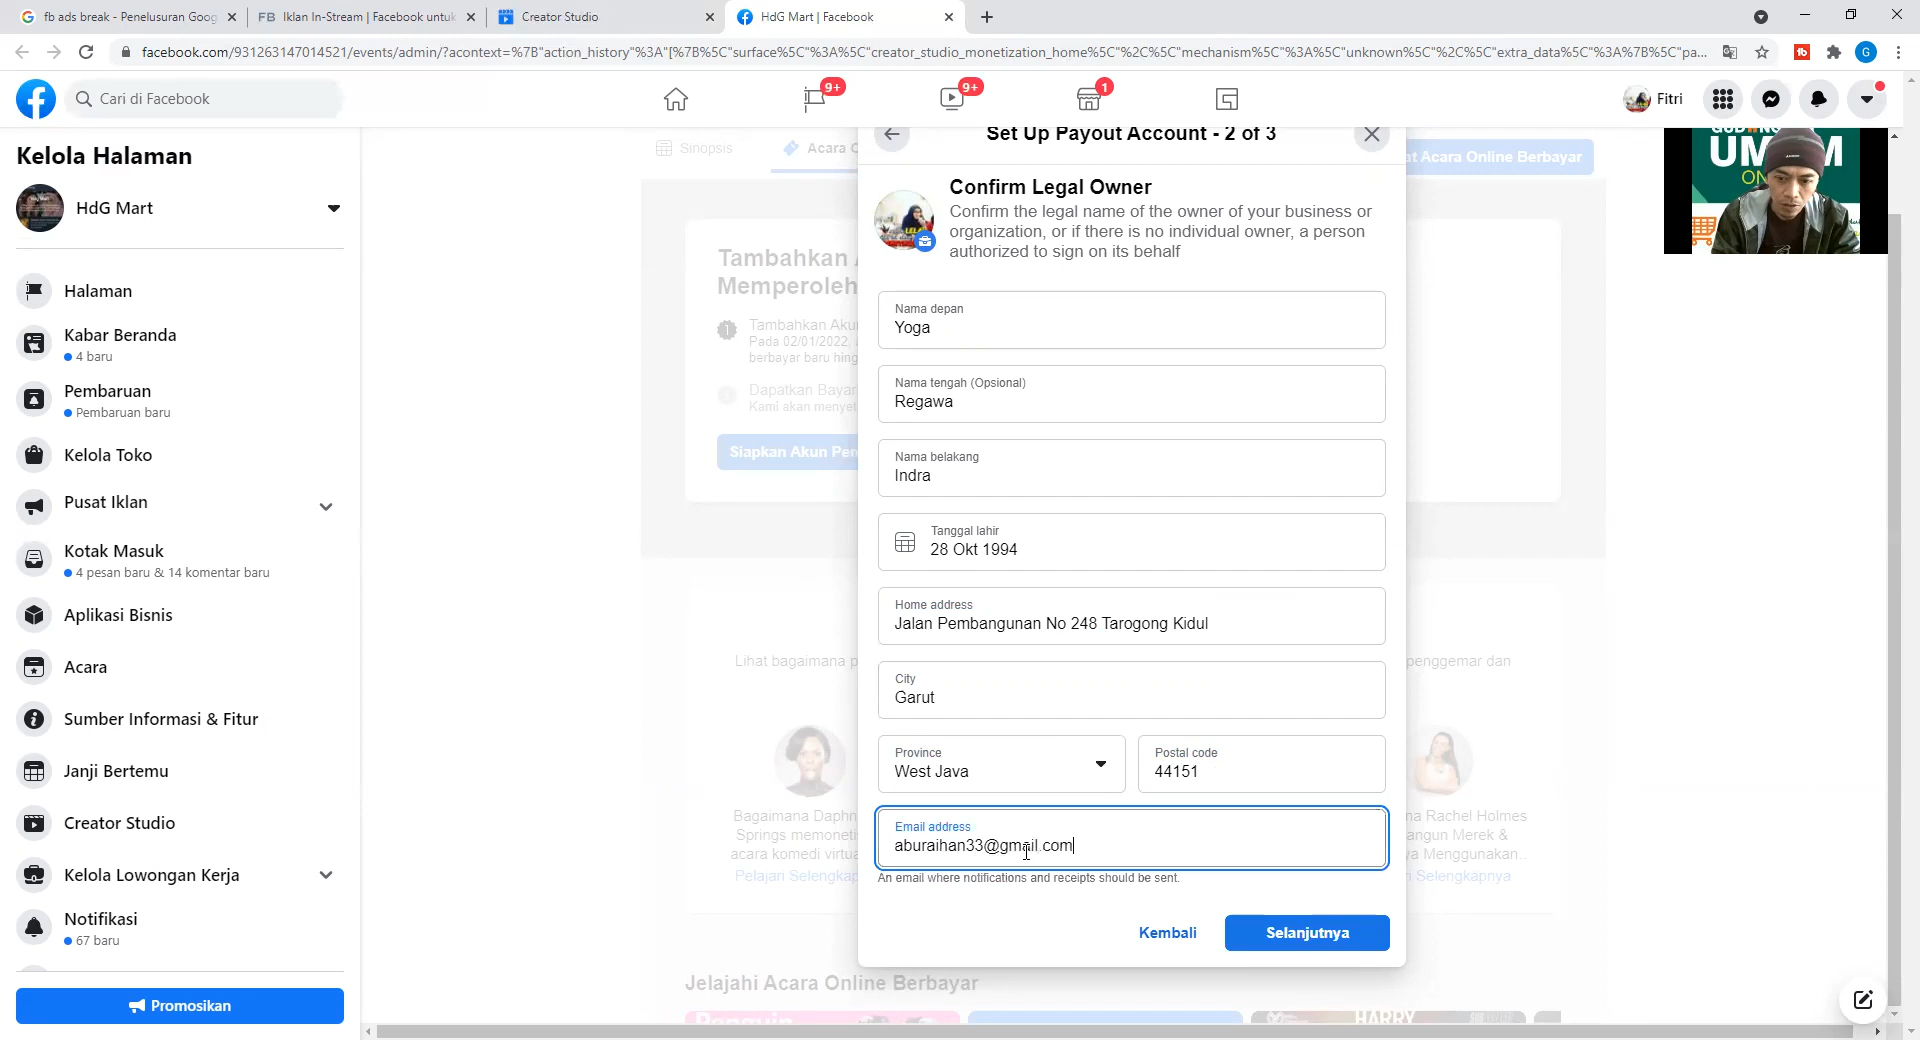 fb ads break - Penelusuran Goog
Iklan In-Stream | Facebook untuk
Creator Studio
HdG Mart | Facebook
facebook.com/931263147014521/events/admin/?acontext=%7B"action_history"%3A"[%7B%5C"surface%5C"%3A%5C"creator_studio_monetization_home%5C"%2C%5C"mechanism%5C"%3A%5C"unknown%5C"%2C%5C"extra_data%5C"%3A%7B%5C"pa...
Cari di Facebook
9+
9+
1
Fitri
Kelola Halaman
HdG Mart
Halaman
Kabar Beranda
4 baru
Pembaruan
Pembaruan baru
Kelola Toko
Pusat Iklan
Kotak Masuk
4 pesan baru & 14 komentar baru
Aplikasi Bisnis
Acara
Sumber Informasi & Fitur
Janji Bertemu
Creator Studio
Kelola Lowongan Kerja
Notifikasi
67 baru
Promosikan
Sinopsis
Acara O
at Acara Online Berbayar
Tambahkan
Memperoleh
Tambahkan Aku
Pada 02/01/2022,
berbayar baru hing
Dapatkan Bayar
Kami akan menyet
Siapkan Akun Pen
Lihat bagaimana p
penggemar dan
Bagaimana Daphn
Springs memoneti
acara komedi virtua
Pelajari Selengkap
na Rachel Holmes
angun Merek &
ya Menggunakan..
Selengkapnya
Jelajahi Acara Online Berbayar
HARRY
Set Up Payout Account - 2 of 3
Confirm Legal Owner
Confirm the legal name of the owner of your business or
organization, or if there is no individual owner, a person
authorized to sign on its behalf
Nama depan
Yoga
Nama tengah (Opsional)
Regawa
Nama belakang
Indra
Tanggal lahir
28 Okt 1994
Home address
Jalan Pembangunan No 248 Tarogong Kidul
City
Garut
Province
West Java
Postal code
44151
Email address
aburaihan33@gmail.com
An email where notifications and receipts should be sent.
Kembali
Selanjutnya